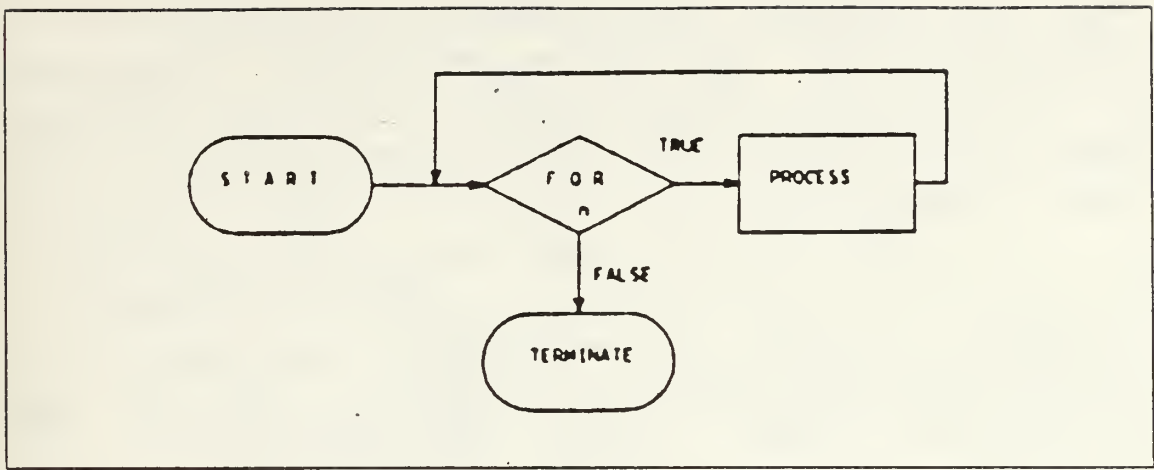 START
FOR
n
TRUE
PROCESS
FALSE
TERMINATE